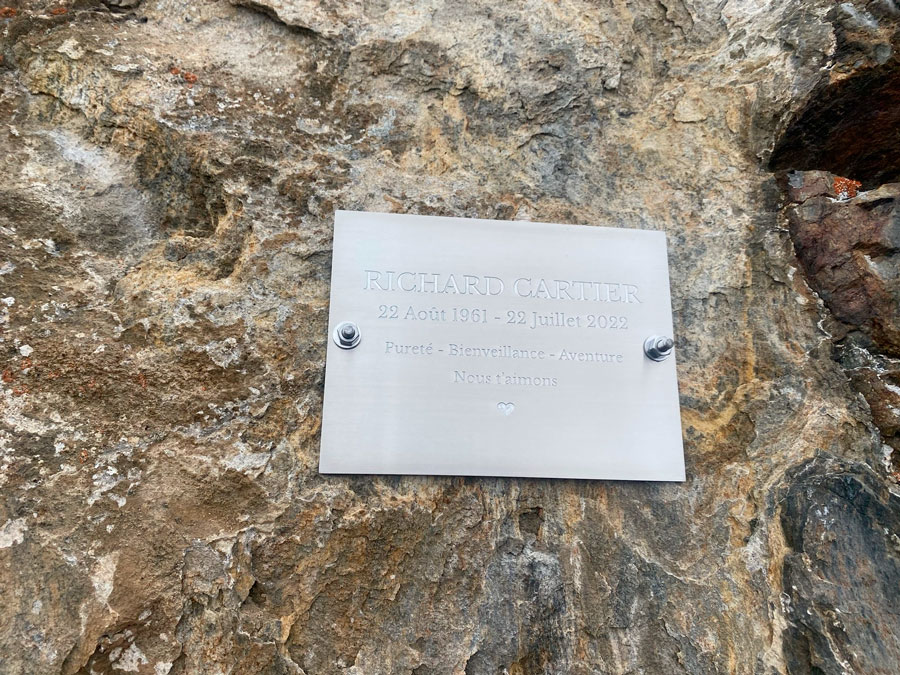 RICHARD CARTIER
22 Août 1961 - 22 Juillet 2022
Pureté - Bienveillance - Aventure
Nous t'aimons